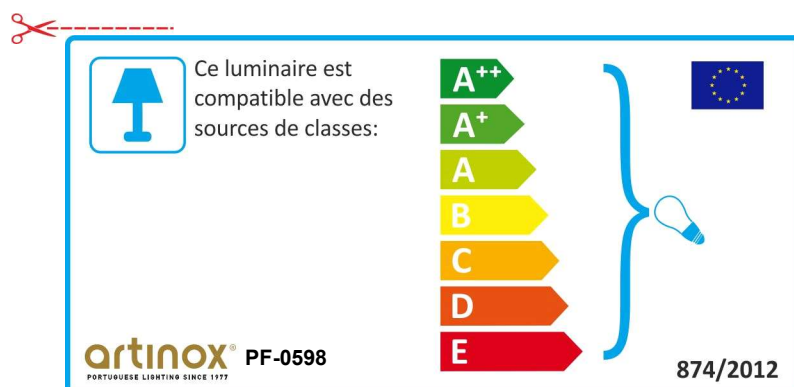 Ce luminaire est
compatible avec des
sources de classes:
A++
A+
A
B
C
D
E
artinox® PF-0598
PORTUGUESE LIGHTING SINCE 1977
874/2012